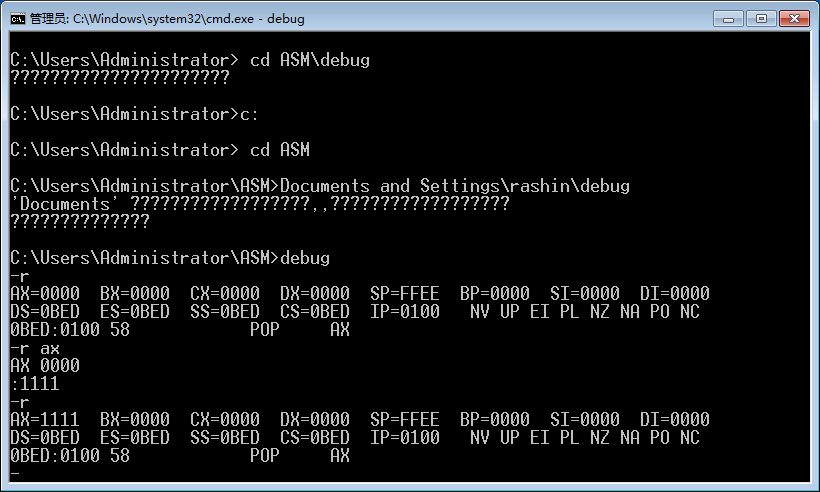 管理员: C:\Windows\system32\cmd.exe - debug
C:\Users\Administrator> cd ASM\debug
??????????????????????
C:\Users\Administrator>c:
C:\Users\Administrator> cd ASM
C:\Users\Administrator\ASM>Documents and Settings\rashin\debug
'Documents' ??????????????????,,??????????????????
??????????????
C:\Users\Administrator\ASM>debug
-r
AX=0000  BX=0000  CX=0000  DX=0000  SP=FFEE  BP=0000  SI=0000  DI=0000
DS=0BED  ES=0BED  SS=0BED  CS=0BED  IP=0100   NV UP EI PL NZ NA PO NC
0BED:0100 58            POP     AX
-r ax
AX 0000
:1111
-r
AX=1111  BX=0000  CX=0000  DX=0000  SP=FFEE  BP=0000  SI=0000  DI=0000
DS=0BED  ES=0BED  SS=0BED  CS=0BED  IP=0100   NV UP EI PL NZ NA PO NC
0BED:0100 58            POP     AX
-